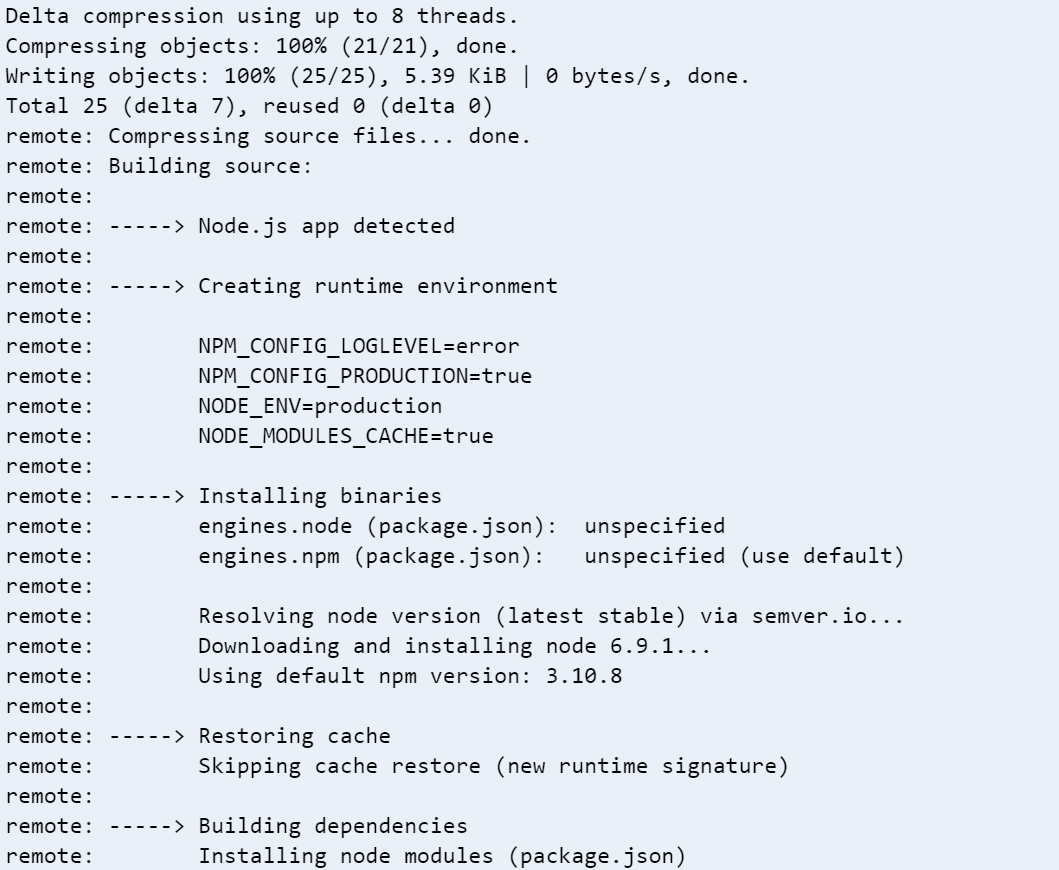 Delta compression using up to 8 threads.
Compressing objects: 100% (21/21), done.
Writing objects: 100% (25/25), 5.39 KiB | 0 bytes/s, done.
Total 25 (delta 7), reused 0 (delta 0)
remote: Compressing source files... done.
remote: Building source:
remote:
remote: -----> Node.js app detected
remote:
remote: -----> Creating runtime environment
remote:
remote:        NPM_CONFIG_LOGLEVEL=error
remote:        NPM_CONFIG_PRODUCTION=true
remote:        NODE_ENV=production
remote:        NODE_MODULES_CACHE=true
remote:
remote: -----> Installing binaries
remote:        engines.node (package.json):  unspecified
remote:        engines.npm (package.json):   unspecified (use default)
remote:
remote:        Resolving node version (latest stable) via semver.io...
remote:        Downloading and installing node 6.9.1...
remote:        Using default npm version: 3.10.8
remote:
remote: -----> Restoring cache
remote:        Skipping cache restore (new runtime signature)
remote:
remote: -----> Building dependencies
remote:        Installing node modules (package.json)